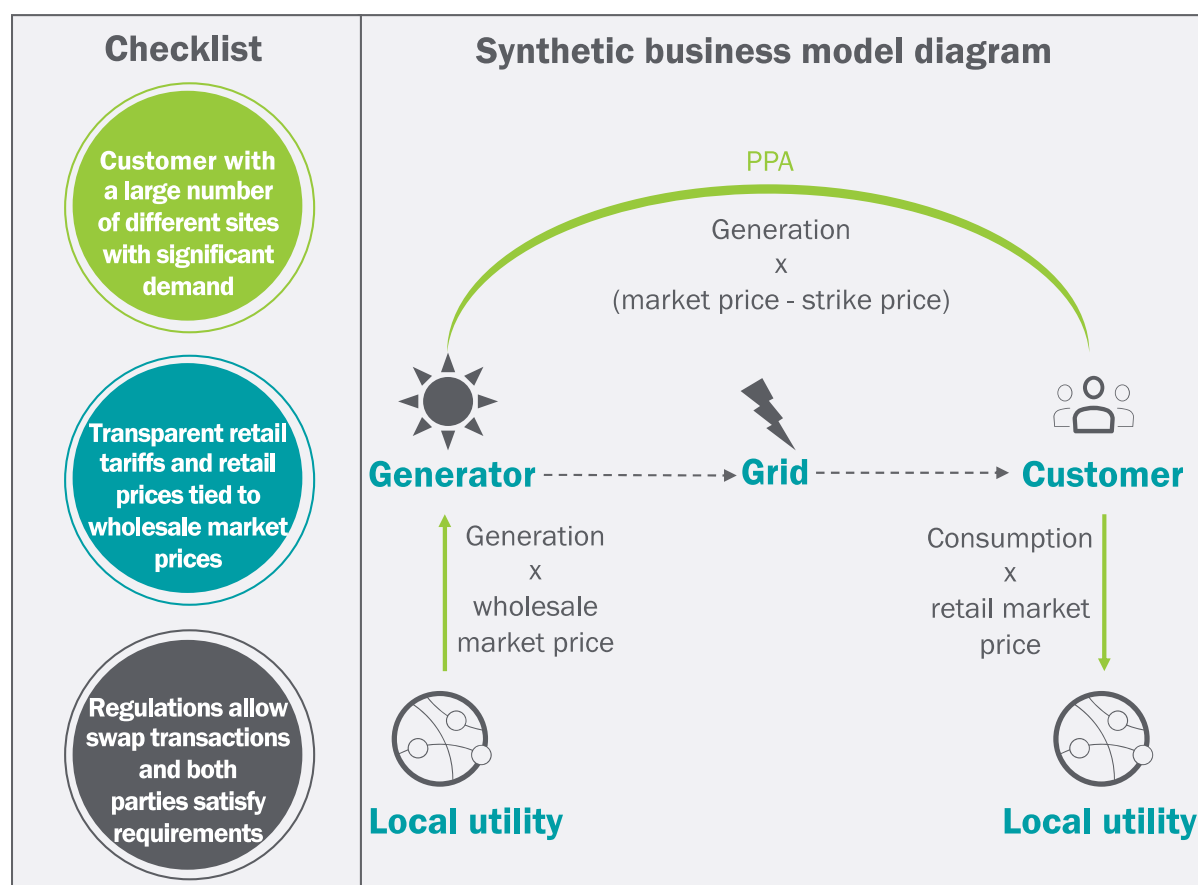 Checklist
Customer with
a large number
of different sites
with significant
demand
Transparent retail
tariffs and retail
prices tied to
wholesale market
prices
Regulations allow
swap transactions
and both
parties satisfy
requirements
Synthetic business model diagram
PPA
Generation
x
(market price - strike price)
Generator
Grid
Customer
Generation
x
wholesale
market price
Consumption
x
retail market
price
Local utility
Local utility